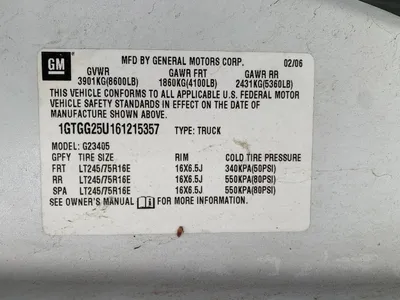 GM
MFD BY GENERAL MOTORS CORP. 02/06
GVWR GAWR FRT GAWR RR
3901KG(8600LB) 1860KG(4100LB) 2431KG(5360LB)
THIS VEHICLE CONFORMS TO ALL APPLICABLE U.S. FEDERAL MOTOR
VEHICLE SAFETY STANDARDS IN EFFECT ON THE DATE OF
MANUFACTURE SHOWN ABOVE.
1GTGG25U161215357 TYPE: TRUCK
MODEL: G23405
GPFY TIRE SIZE RIM COLD TIRE PRESSURE
FRT LT245/75R16E 16X6.5J 340KPA(50PSI)
RR LT245/75R16E 16X6.5J 550KPA(80PSI)
SPA LT245/75R16E 16X6.5J 550KPA(80PSI)
SEE OWNER'S MANUAL FOR MORE INFORMATION.